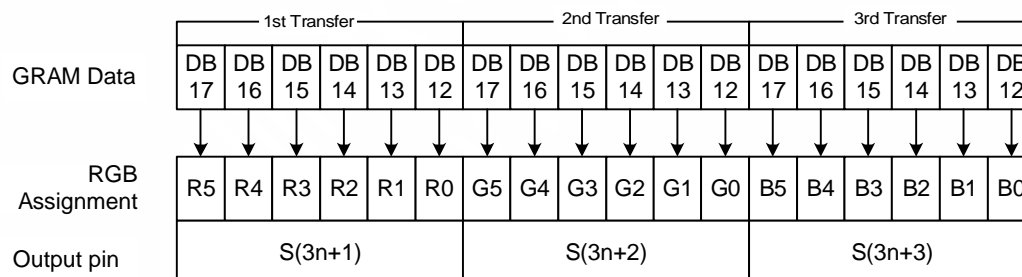 1st Transfer 2nd Transfer 3rd Transfer
GRAM Data DB 17 DB 16 DB 15 DB 14 DB 13 DB 12 DB 17 DB 16 DB 15 DB 14 DB 13 DB 12 DB 17 DB 16 DB 15 DB 14 DB 13 DB 12
RGB Assignment R5 R4 R3 R2 R1 R0 G5 G4 G3 G2 G1 G0 B5 B4 B3 B2 B1 B0
Output pin S(3n+1) S(3n+2) S(3n+3)